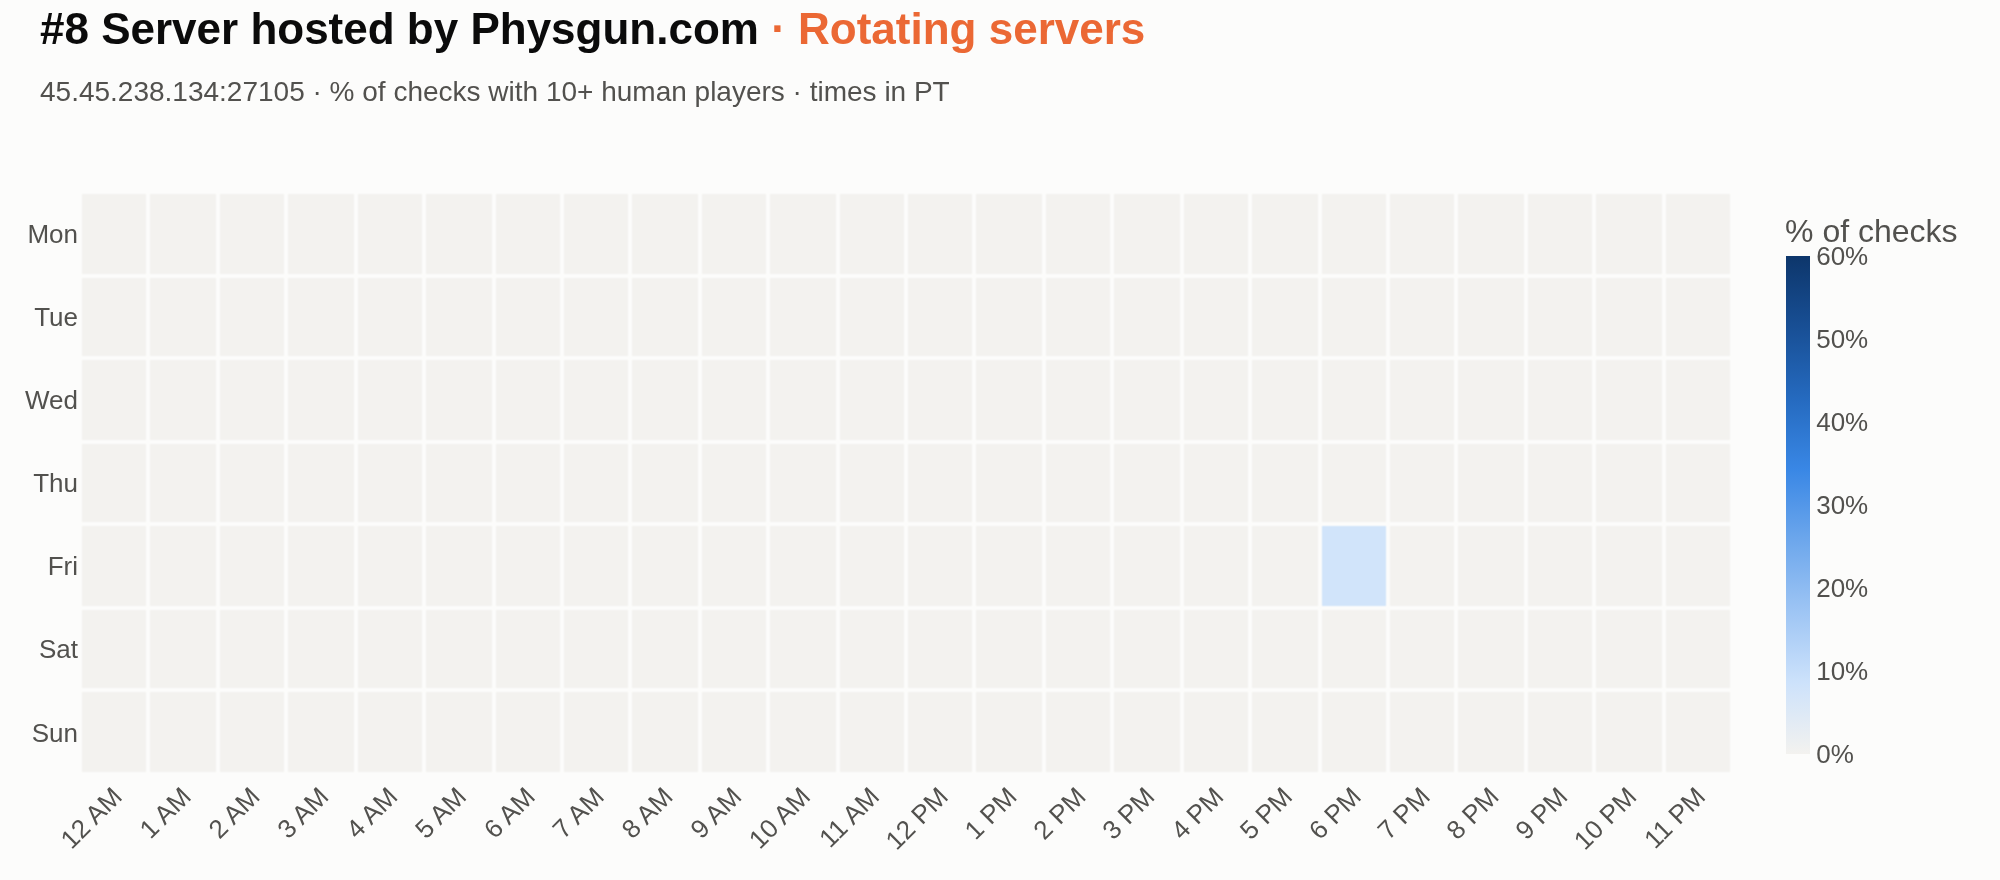 #8 Server hosted by Physgun.com · Rotating servers
45.45.238.134:27105 · % of checks with 10+ human players · times in PT
% of checks
60%
50%
40%
30%
20%
10%
0%
Mon
Tue
Wed
Thu
Fri
Sat
Sun
12 AM
1 AM
2 AM
3 AM
4 AM
5 AM
6 AM
7 AM
8 AM
9 AM
10 AM
11 AM
12 PM
1 PM
2 PM
3 PM
4 PM
5 PM
6 PM
7 PM
8 PM
9 PM
10 PM
11 PM